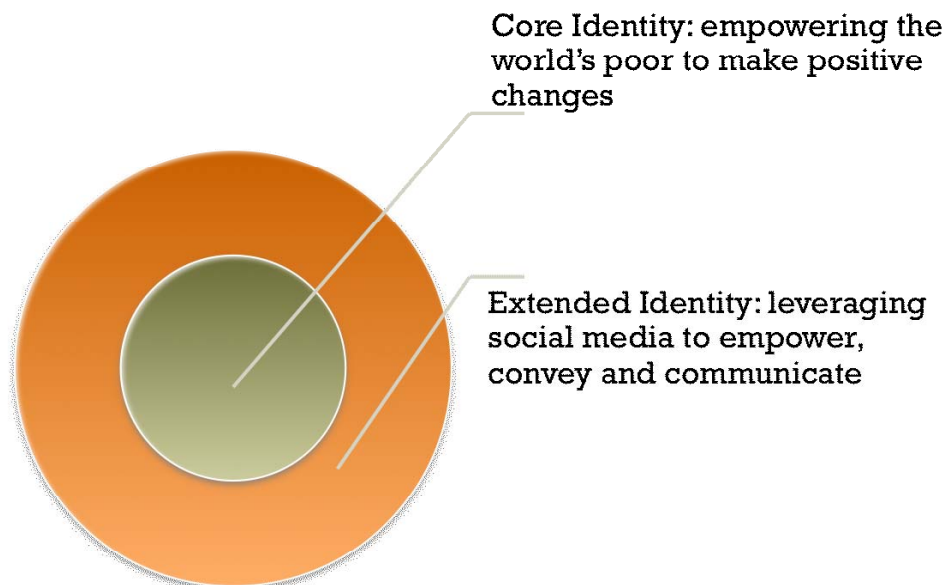 Core Identity: empowering the
world's poor to make positive
changes
Extended Identity: leveraging
social media to empower,
convey and communicate